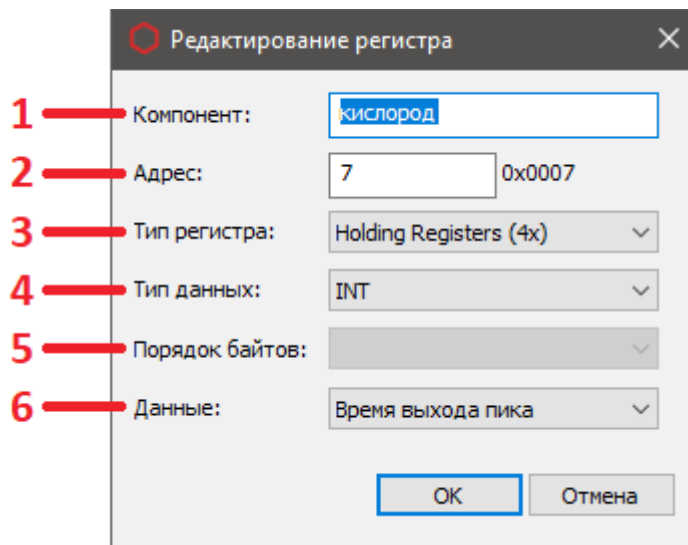 Редактирование регистра
1 Компонент: кислород
2 Адрес: 7 0x0007
3 Тип регистра: Holding Registers (4x)
4 Тип данных: INT
5 Порядок байтов:
6 Данные: Время выхода пика
OK Отмена